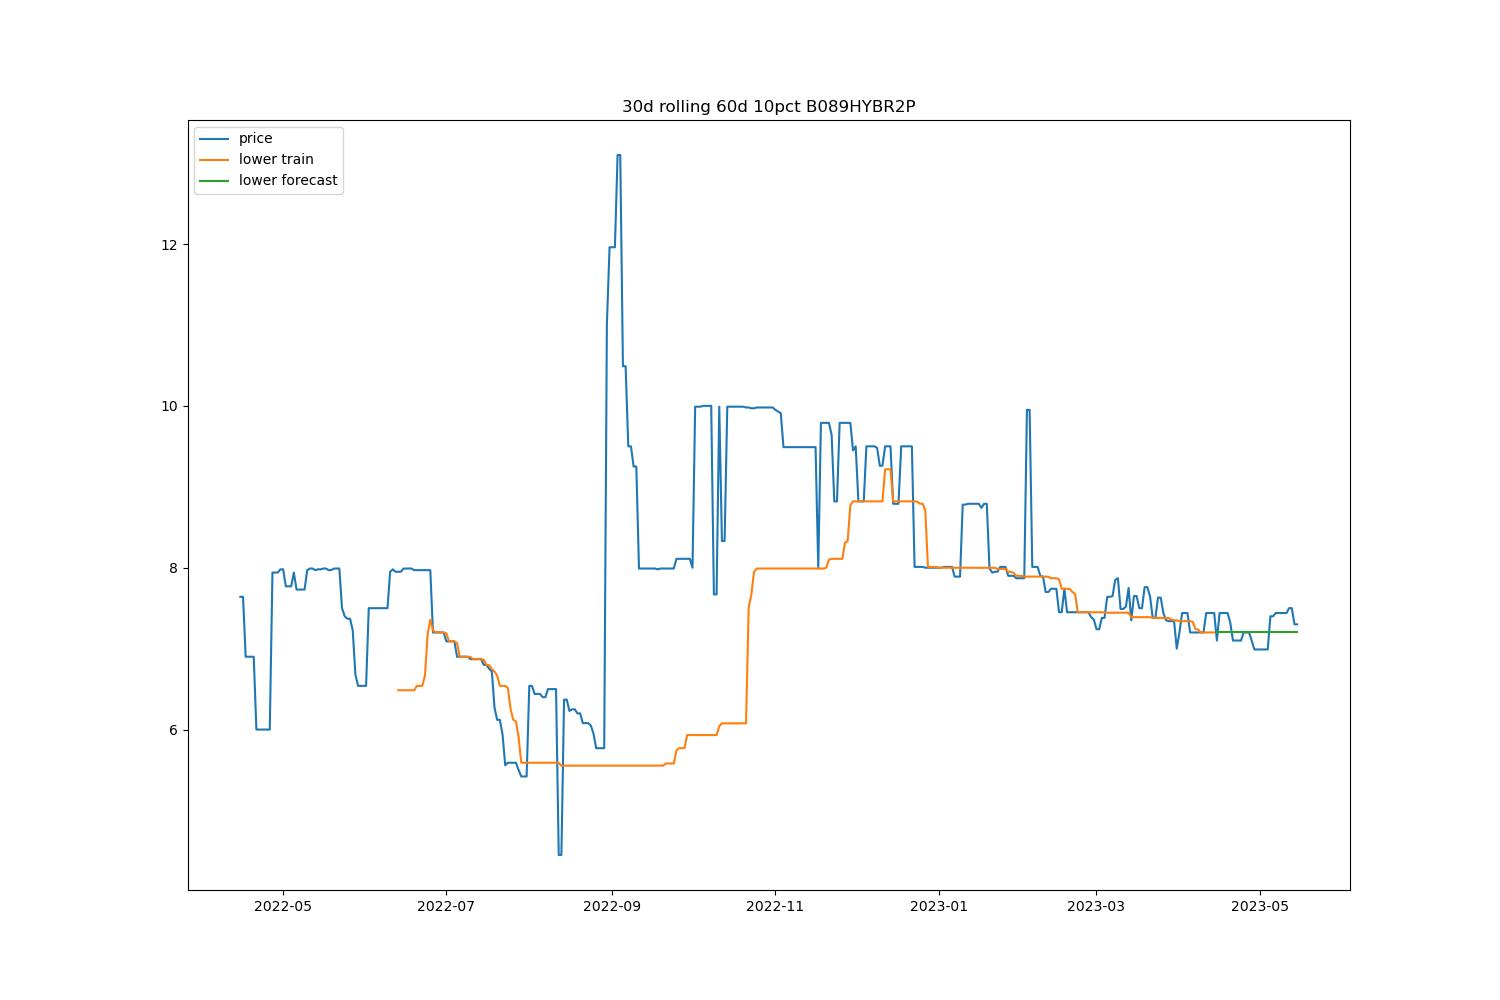 30d rolling 60d 10pct B089HYBR2P
price
lower train
lower forecast
12
10
8
6
2022-05 2022-07 2022-09 2022-11 2023-01 2023-03 2023-05